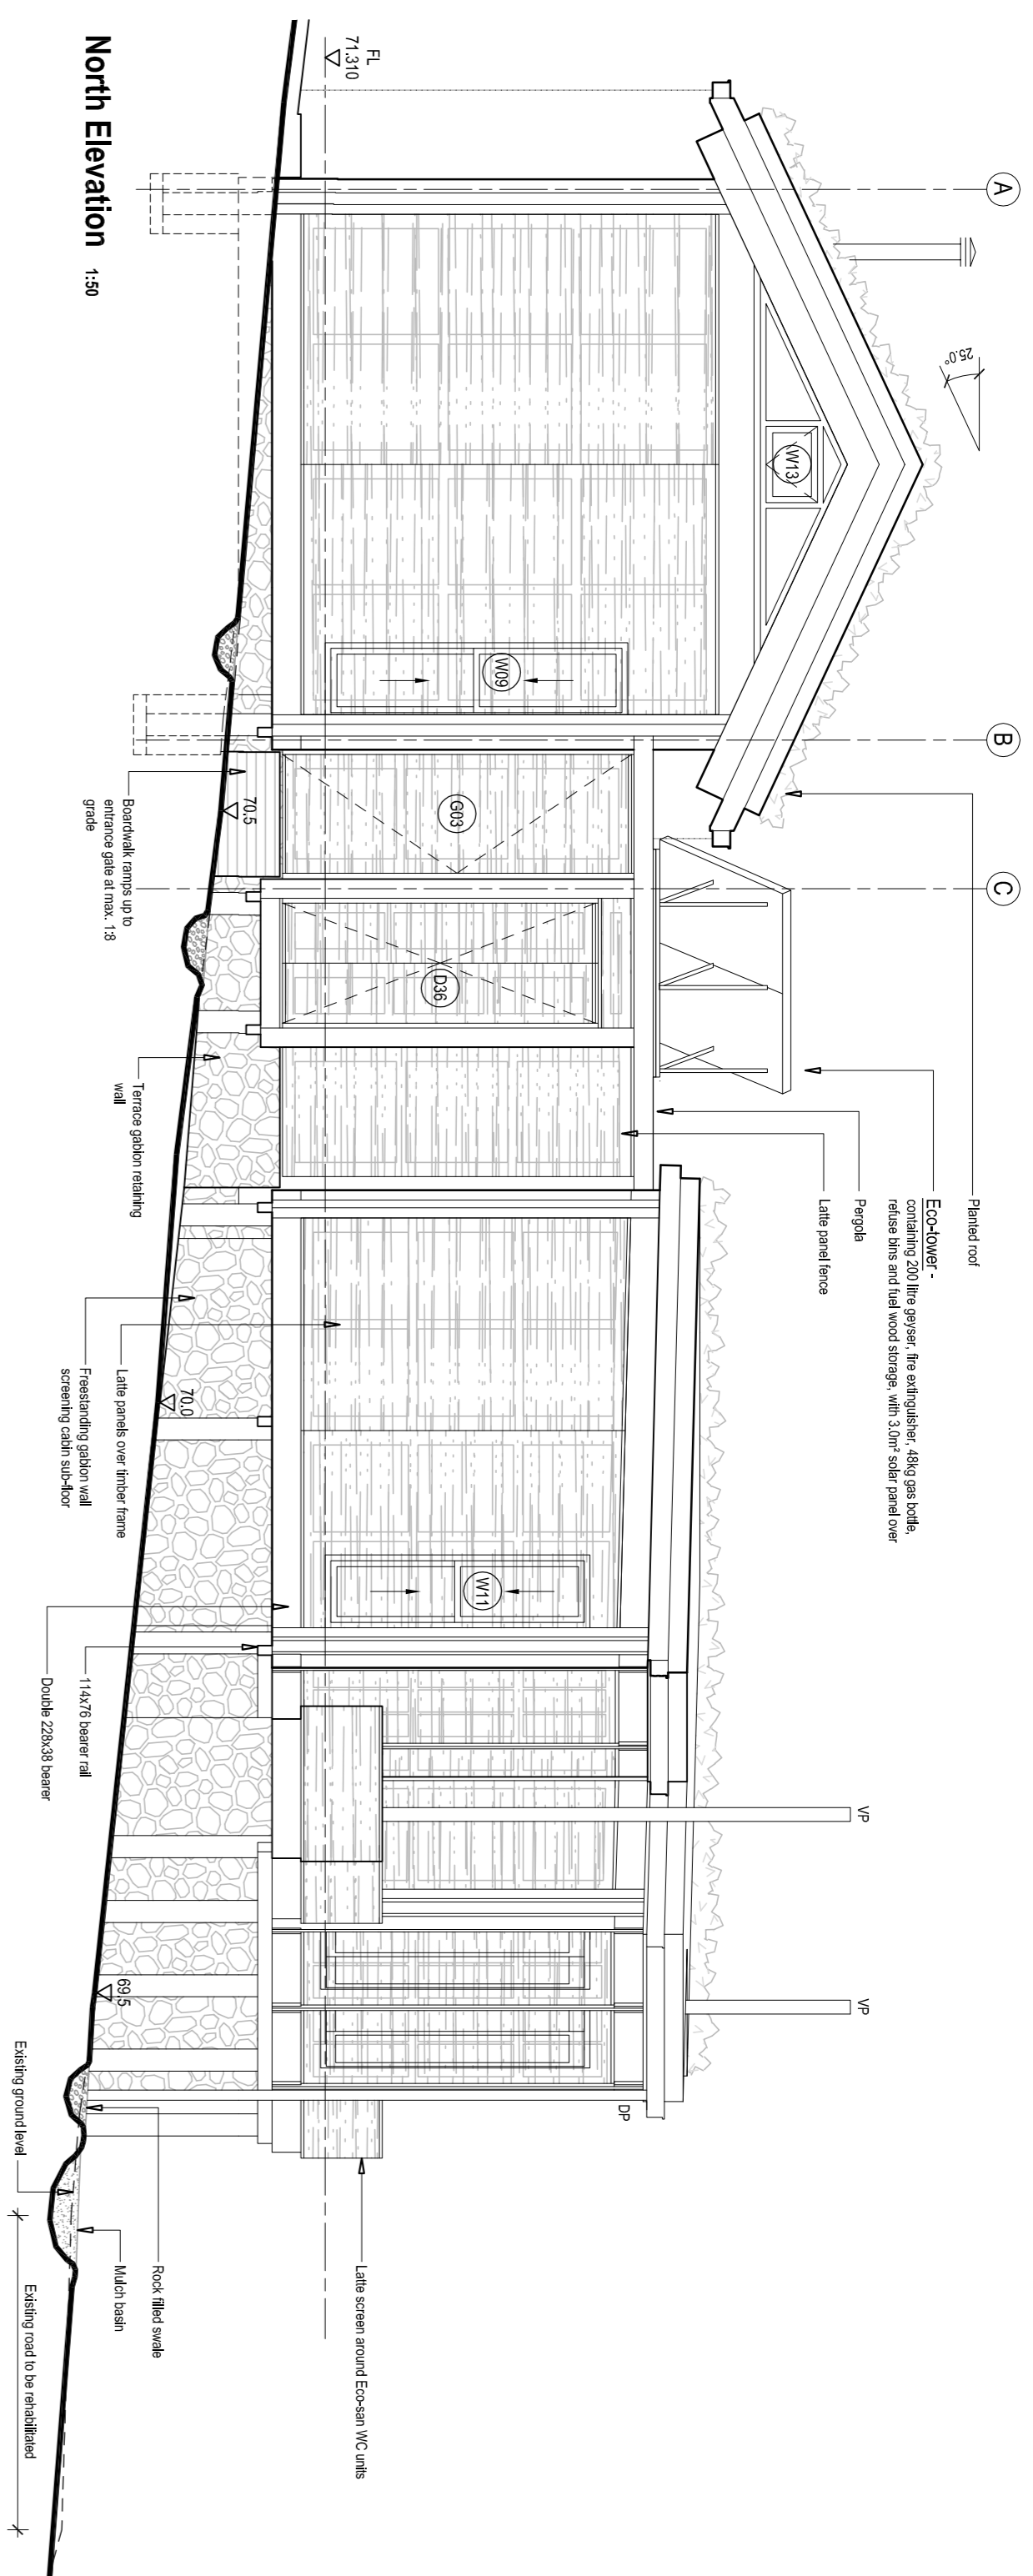 A
B
C
25.0°
W13
W09
G03
D36
W11
FL
71.310
Planted roof
Eco-tower -
containing 200 litre geyser, fire extinguisher, 48kg gas bottle,
refuse bins and fuel wood storage, with 3.0m² solar panel over
Pergola
Latte panel fence
VP
VP
DP
Latte screen around Eco-san WC units
70.5
70.0
69.5
Boardwalk ramps up to
entrance gate at max. 1:8
grade
Terrace gabion retaining
wall
Latte panels over timber frame
Freestanding gabion wall
screening cabin sub-floor
114x76 bearer rail
Double 228x38 bearer
Rock filled swale
Mulch basin
Existing ground level
Existing road to be rehabilitated
North Elevation 1:50